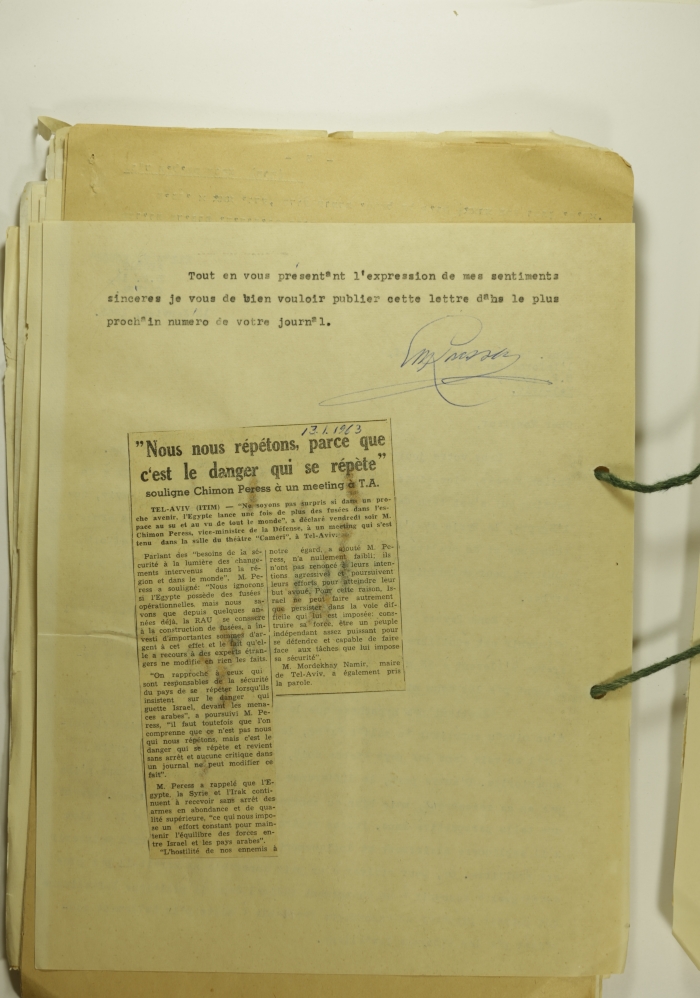 Tout en vous présentant l'expression de mes sentiments
sincères je vous de bien vouloir publier cette lettre dahs le plus
prochain numéro de votre journal.
13.1.1963
"Nous nous répétons, parce que
c'est le danger qui se répète"
souligne Chimon Peress à un meeting à T.A.
TEL-AVIV (ITIM) — "Ne soyons pas surpris si dans un pro-
che avenir, l'Egypte lance une fois de plus des fusées dans l'es-
pace au su et au vu de tout le monde", a déclaré vendredi soir M.
Chimon Peress, vice-ministre de la Défense, à un meeting qui s'est
tenu dans la salle du théâtre "Caméri", à Tel-Aviv.
Parlant des "besoins de la sé-
curité à la lumière des change-
ments intervenus dans la ré-
gion et dans le monde", M. Pe-
ress a souligné: "Nous ignorons
si l'Egypte possède des fusées
opérationnelles, mais nous sa-
vons que depuis quelques an-
nées déjà, la RAU se consacre
à la construction de fusées, a in-
vesti d'importantes sommes d'ar-
gent à cet effet et le fait qu'el-
le a recours à des experts étran-
gers ne modifie en rien les faits.
"On rapproche à ceux qui
sont responsables de la sécurité
du pays de se répéter lorsqu'ils
insistent sur le danger qui
guette Israel, devant les mena-
ces arabes", a poursuivi M. Pe-
ress, "il faut toutefois que l'on
comprenne que ce n'est pas nous
qui nous répétons, mais c'est le
danger qui se répète et revient
sans arrêt et aucune critique dans
un journal ne peut modifier ce
fait".
M. Peress a rappelé que l'E-
gypte, la Syrie et l'Irak conti-
nuent à recevoir sans arrêt des
armes en abondance et de qua-
lité supérieure, "ce qui nous impo-
se un effort constant pour main-
tenir l'équilibre des forces en-
tre Israel et les pays arabes".
"L'hostilité de nos ennemis à
notre égard, a ajouté M. Pe-
ress, n'a nullement faibli: ils
n'ont pas renoncé à leurs inten-
tions agressives et poursuivent
leurs efforts pour atteindre leur
but avoué. Pour cette raison, Is-
rael ne peut faire autrement
que persister dans la voie dif-
ficile qui lui est imposée: cons-
truire sa force, être un peuple
indépendant assez puissant pour
se défendre et capable de faire
face aux tâches que lui impose
sa sécurité".
M. Mordekhay Namir, maire
de Tel-Aviv, a également pris
la parole.